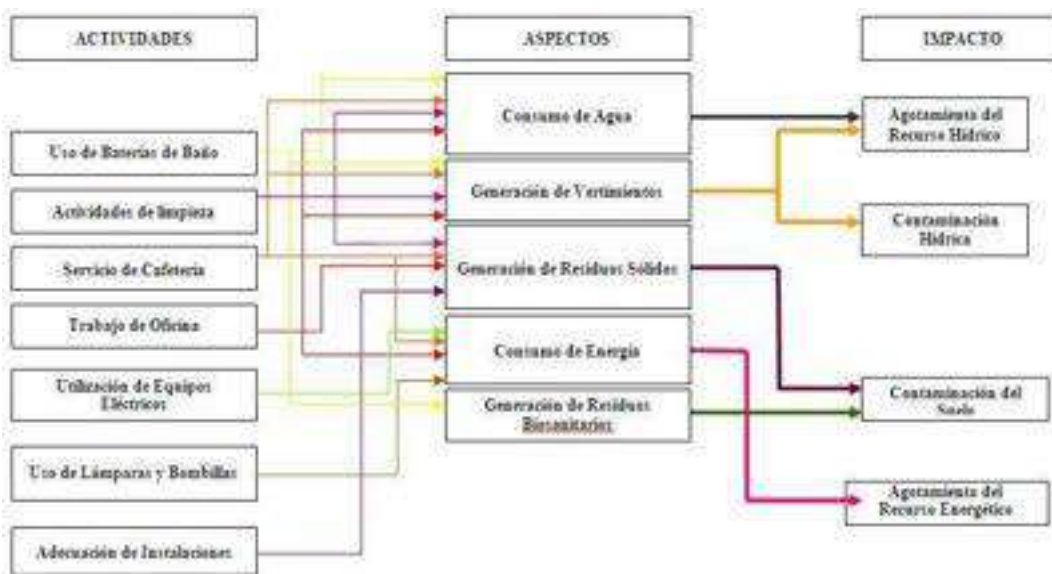 ACTIVIDADES
ASPECTOS
IMPACTO
Uso de Baterías de Baño
Actividades de limpieza
Servicio de Cafetería
Trabajo de Oficina
Utilización de Equipos
Eléctricos
Uso de Lámparas y Bombillas
Adecuación de Instalaciones
Consumo de Agua
Generación de Vertimientos
Generación de Residuos Sólidos
Consumo de Energía
Generación de Residuos
Biosanitarios
Agotamiento del
Recurso Hídrico
Contaminación
Hídrica
Contaminación del
Suelo
Agotamiento del
Recurso Energético